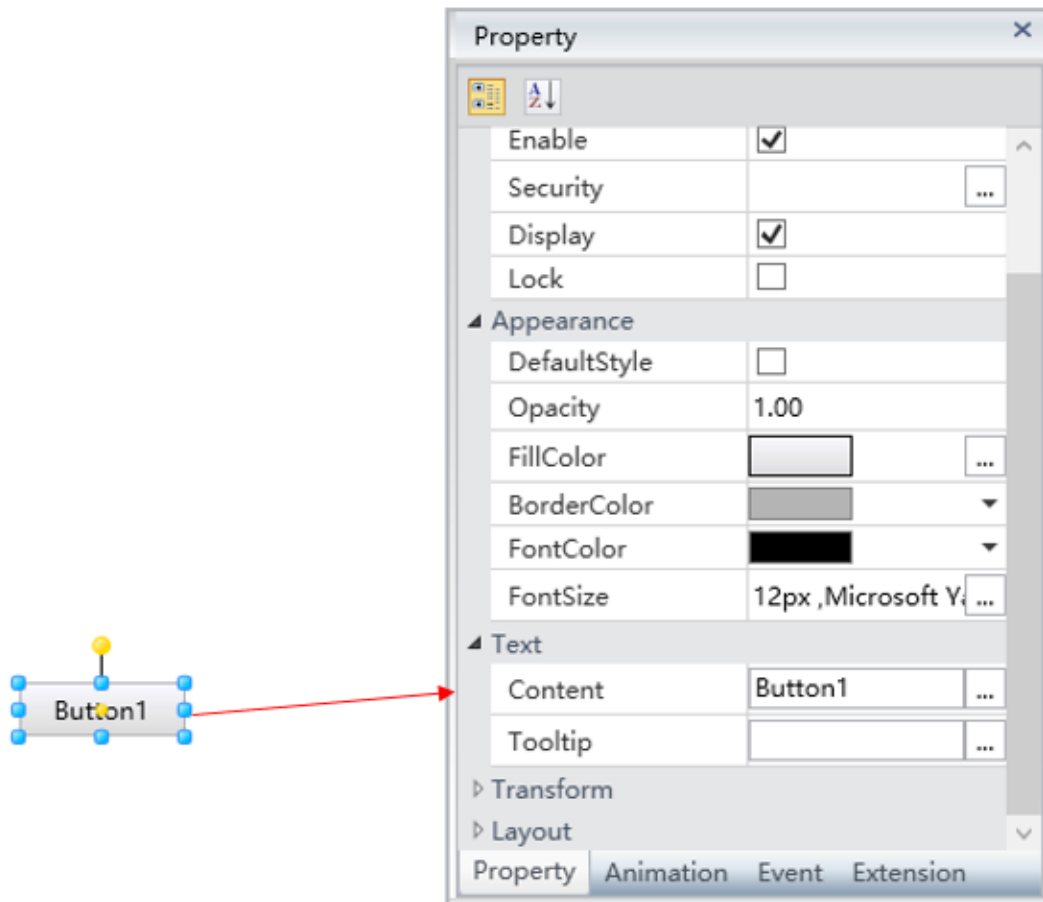 Property
Enable
Security
...
Display
Lock
Appearance
DefaultStyle
Opacity 1.00
FillColor
...
BorderColor
FontColor
FontSize 12px ,Microsoft Ya ...
Text
Content Button1 ...
Tooltip ...
Transform
Layout
Property Animation Event Extension
Button1